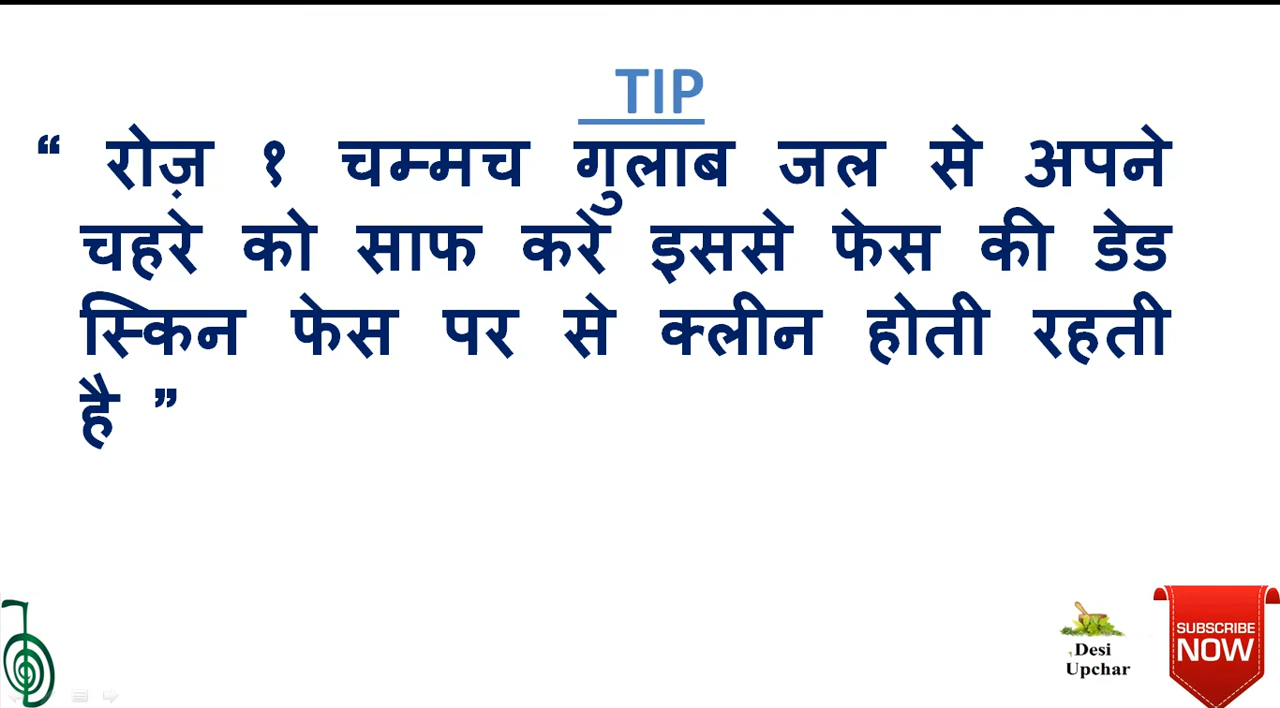 TIP
“ रोज़ १ चम्मच गुलाब जल से अपने
चहरे को साफ करें इससे फेस की डेड
स्किन फेस पर से क्लीन होती रहती
है ”
Desi
Upchar
SUBSCRIBE
NOW